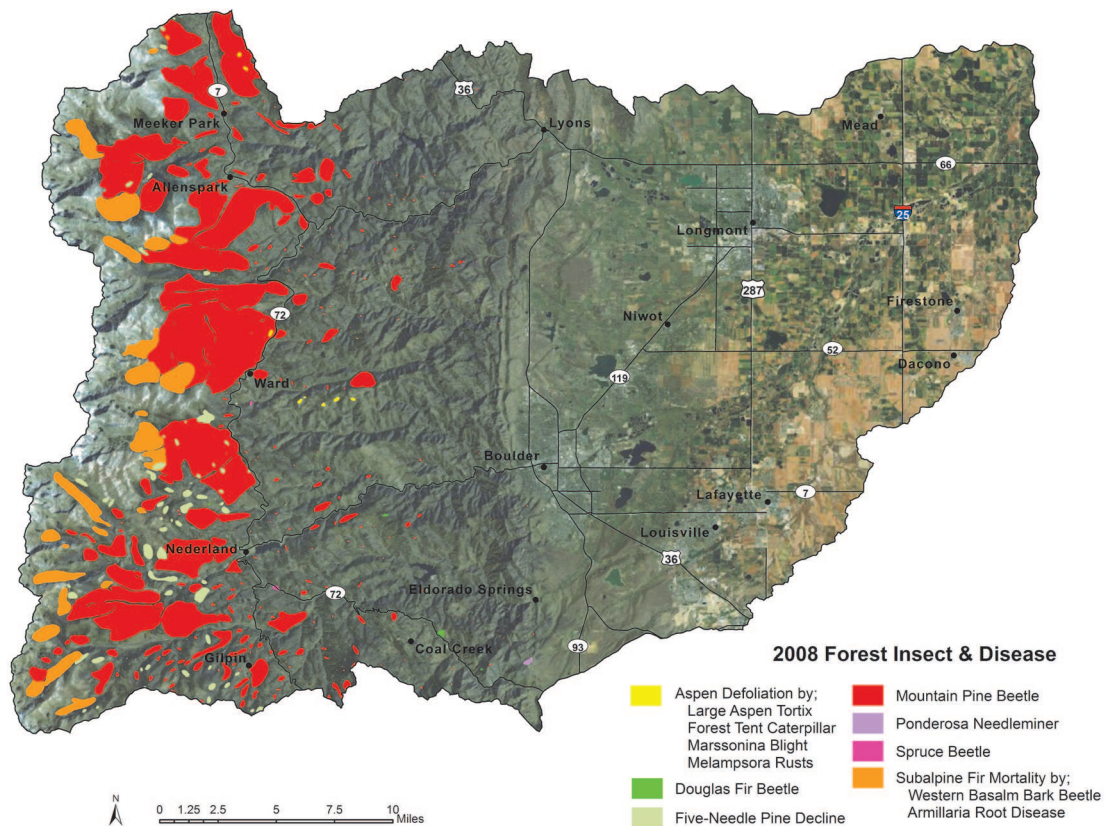 7
36
Meeker Park
Lyons
Mead
66
Allenspark
25
Longmont
287
72
Niwot
Firestone
52
Dacono
119
Ward
Boulder
7
Lafayette
Louisville
Nederland
36
72
Eldorado Springs
Coal Creek
93
Gilpin
2008 Forest Insect & Disease
Aspen Defoliation by;
Large Aspen Tortix
Forest Tent Caterpillar
Marssonina Blight
Melampsora Rusts
Douglas Fir Beetle
Five-Needle Pine Decline
Mountain Pine Beetle
Ponderosa Needleminer
Spruce Beetle
Subalpine Fir Mortality by;
Western Basalm Bark Beetle
Armillaria Root Disease
N
0 1.25 2.5 5 7.5 10
Miles